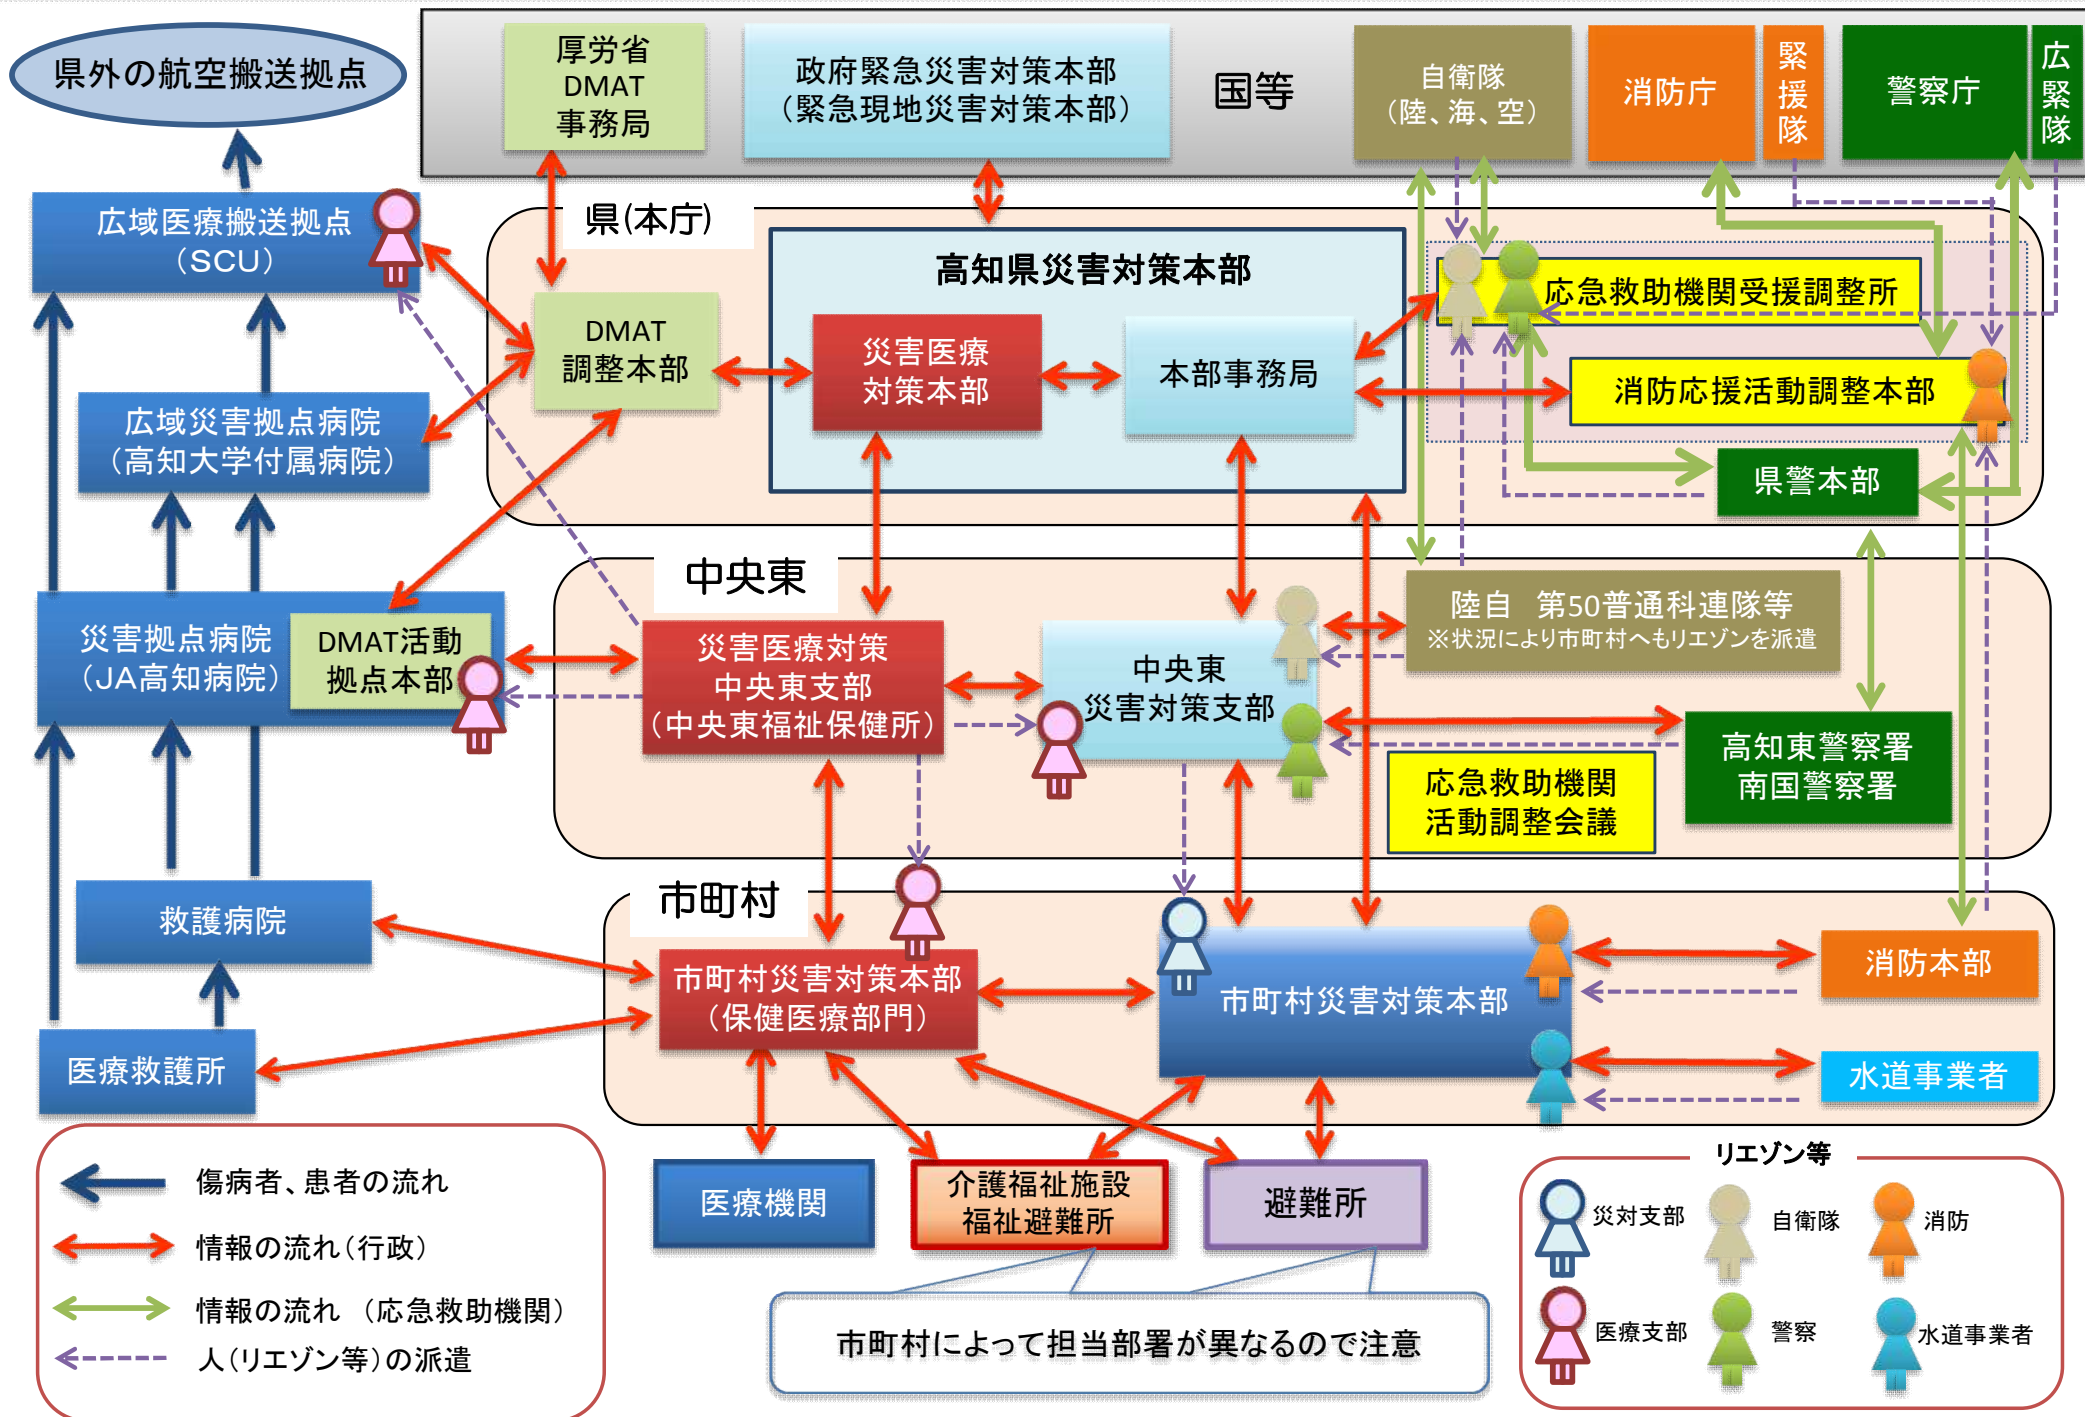 県外の航空搬送拠点
厚労省
DMAT
事務局
政府緊急災害対策本部
（緊急現地災害対策本部）
国等
自衛隊
（陸、海、空）
消防庁
緊援隊
警察庁
広緊隊
広域医療搬送拠点
（SCU）
県(本庁)
高知県災害対策本部
応急救助機関受援調整所
DMAT
調整本部
災害医療
対策本部
本部事務局
消防応援活動調整本部
広域災害拠点病院
（高知大学付属病院）
県警本部
中央東
災害拠点病院
（JA高知病院）
DMAT活動
拠点本部
災害医療対策
中央東支部
（中央東福祉保健所）
中央東
災害対策支部
陸自　第50普通科連隊等
※状況により市町村へもリエゾンを派遣
高知東警察署
南国警察署
応急救助機関
活動調整会議
市町村
救護病院
市町村災害対策本部
（保健医療部門）
市町村災害対策本部
消防本部
医療救護所
水道事業者
医療機関
介護福祉施設
福祉避難所
避難所
市町村によって担当部署が異なるので注意
傷病者、患者の流れ
情報の流れ（行政）
情報の流れ　（応急救助機関）
人（リエゾン等）の派遣
リエゾン等
災対支部
自衛隊
消防
医療支部
警察
水道事業者